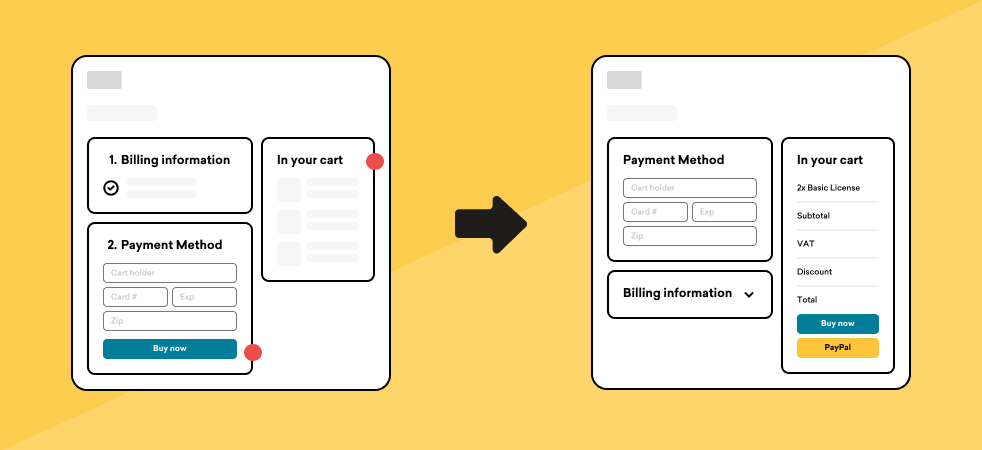 1. Billing information
2. Payment Method
Cart holder
Card #
Exp
Zip
Buy now
In your cart
Payment Method
Cart holder
Card #
Exp
Zip
Billing information
In your cart
2x Basic License
Subtotal
VAT
Discount
Total
Buy now
PayPal